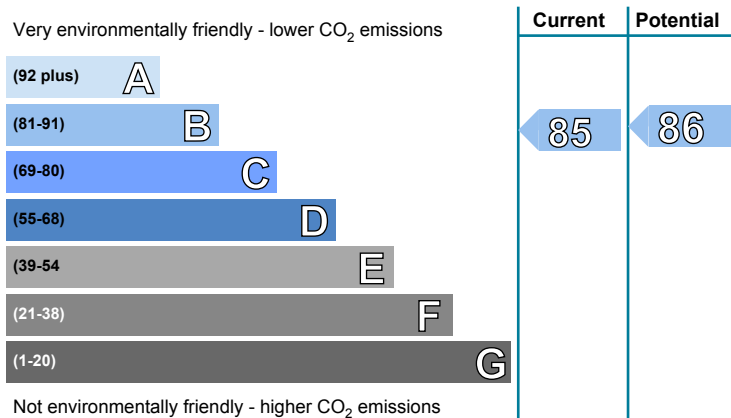 Very environmentally friendly - lower CO2 emissions
Current
Potential
(92 plus) A
(81-91) B
85
86
(69-80) C
(55-68) D
(39-54 E
(21-38) F
(1-20) G
Not environmentally friendly - higher CO2 emissions